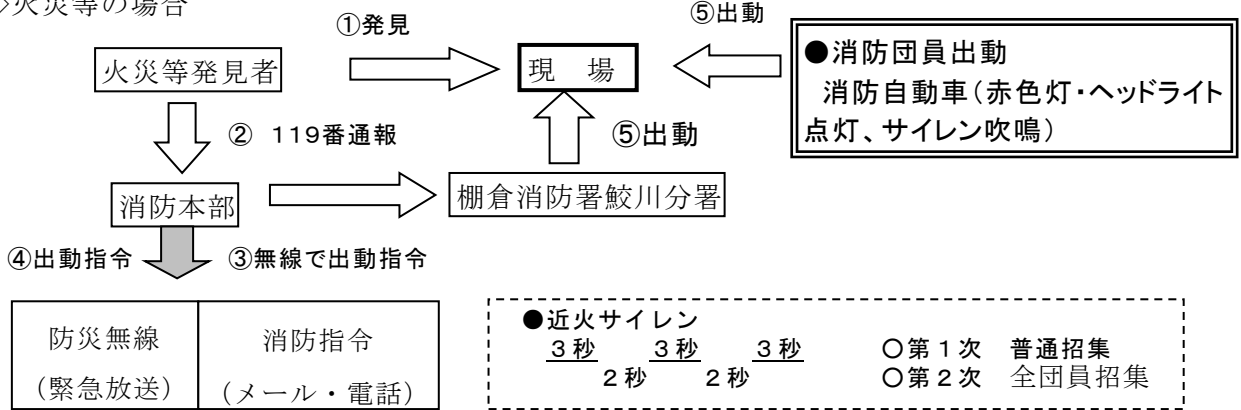 ◇火災等の場合
①発見
⑤出動
火災等発見者
現　場
●消防団員出動
消防自動車（赤色灯・ヘッドライト
点灯、サイレン吹鳴）
②　119番通報
⑤出動
消防本部
棚倉消防署鮫川分署
④出動指令
③無線で出動指令
防災無線
（緊急放送）
消防指令
（メール・電話）
●近火サイレン
3秒　3秒　3秒
2秒　2秒
○第1次　普通招集
○第2次　全団員招集